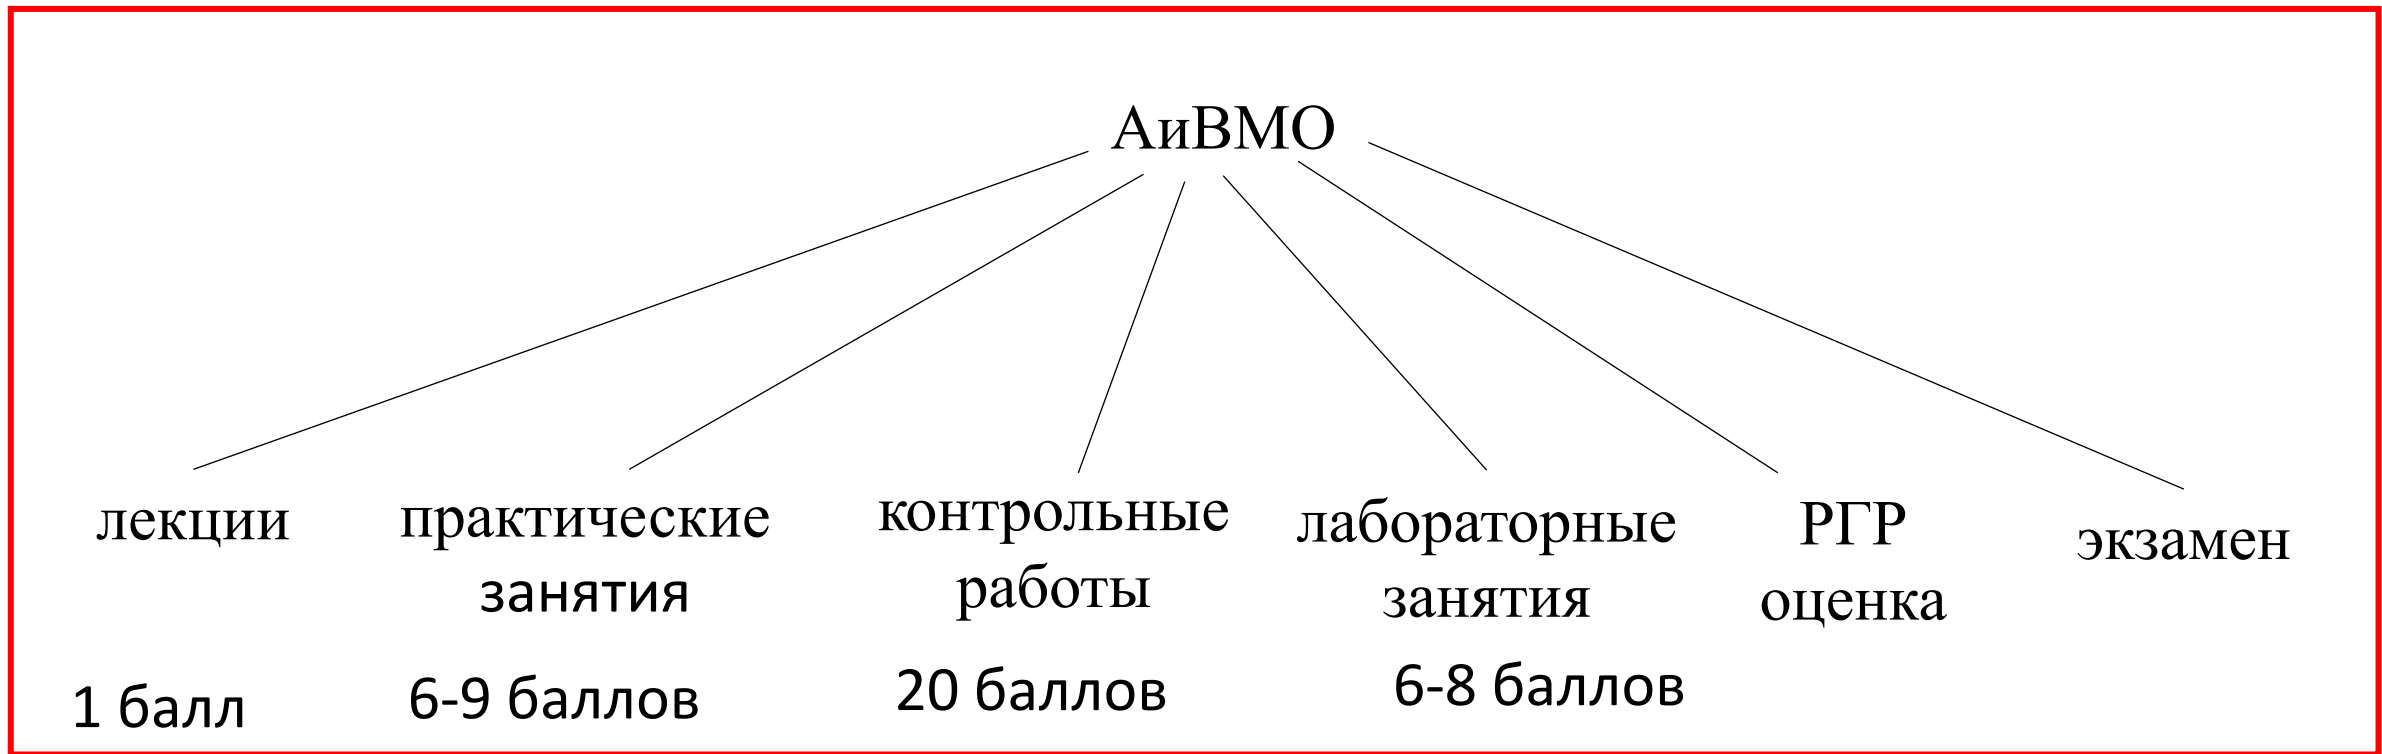 АиВМО
лекции
практические
занятия
контрольные
работы
лабораторные
занятия
РГР
оценка
экзамен
1 балл
6-9 баллов
20 баллов
6-8 баллов